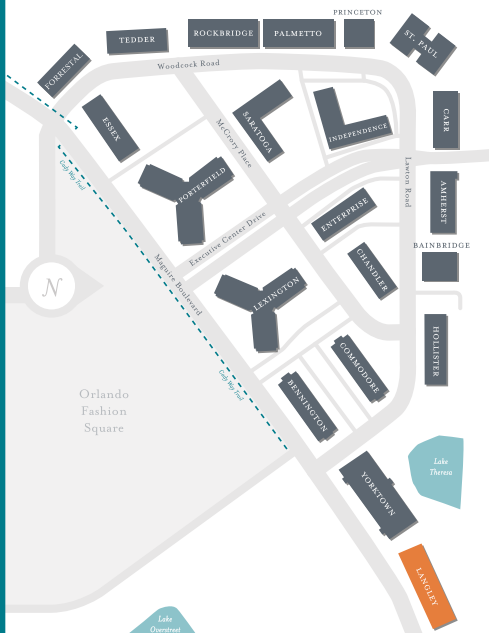 PRINCETON
ROCKBRIDGE
PALMETTO
TEDDER
ST. PAUL
FORRESTAL
Woodcock Road
ESSEX
SARATOGA
McCrory Place
INDEPENDENCE
CARR
Cady Way Trail
PORTERFIELD
Lawton Road
AMHERST
ENTERPRISE
Executive Center Drive
BAINBRIDGE
CHANDLER
Maguire Boulevard
N
LEXINGTON
HOLLISTER
COMMODORE
Cady Way Trail
BENNINGTON
Orlando
Fashion
Square
Lake
Theresa
YORKTOWN
LANGLEY
Lake
Overstreet